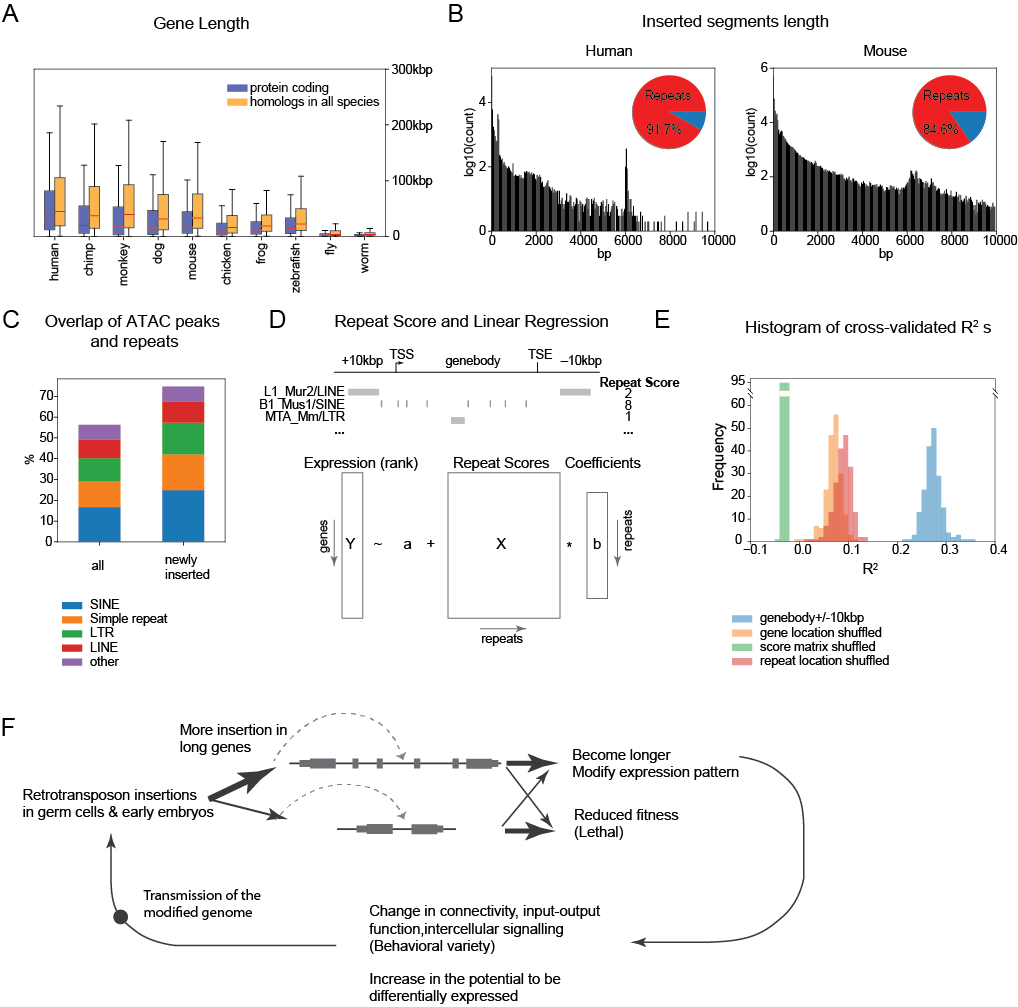 A
Gene Length
300kbp
200kbp
100kbp
0
protein coding
homologs in all species
human
chimp
monkey
dog
mouse
chicken
frog
zebrafish
fly
worm
B
Inserted segments length
Human
log10(count)
4
2
0
Repeats
91.7%
0
2000
4000
6000
8000
10000
bp
Mouse
log10(count)
6
4
2
0
Repeats
84.6%
0
2000
4000
6000
8000
10000
bp
C
Overlap of ATAC peaks
and repeats
%
70
60
50
40
30
20
10
0
all
newly
inserted
SINE
Simple repeat
LTR
LINE
other
D
Repeat Score and Linear Regression
+10kbp
TSS
genebody
TSE
–10kbp
Repeat Score
L1_Mur2/LINE
2
B1_Mus1/SINE
8
MTA_Mm/LTR
1
...
...
Expression (rank)
Repeat Scores
Coefficients
genes
Y
~
a
+
X
*
b
repeats
repeats
E
Histogram of cross-validated R² s
Frequency
95
60
50
40
30
20
10
0
–0.1
0.0
0.1
0.2
0.3
0.4
R²
genebody+/-10kbp
gene location shuffled
score matrix shuffled
repeat location shuffled
F
More insertion in
long genes
Retrotransposon insertions
in germ cells & early embryos
Become longer
Modify expression pattern
Reduced fitness
(Lethal)
Transmission of the
modified genome
Change in connectivity, input-output
function,intercellular signalling
(Behavioral variety)
Increase in the potential to be
differentially expressed